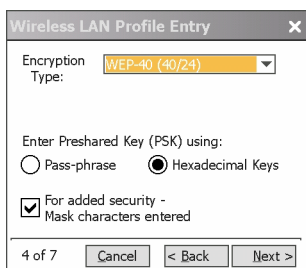 Wireless LAN Profile Entry X
Encryption Type:
WEP-40 (40/24)
Enter Preshared Key (PSK) using:
Pass-phrase Hexadecimal Keys
For added security -
Mask characters entered
4 of 7 Cancel < Back Next >